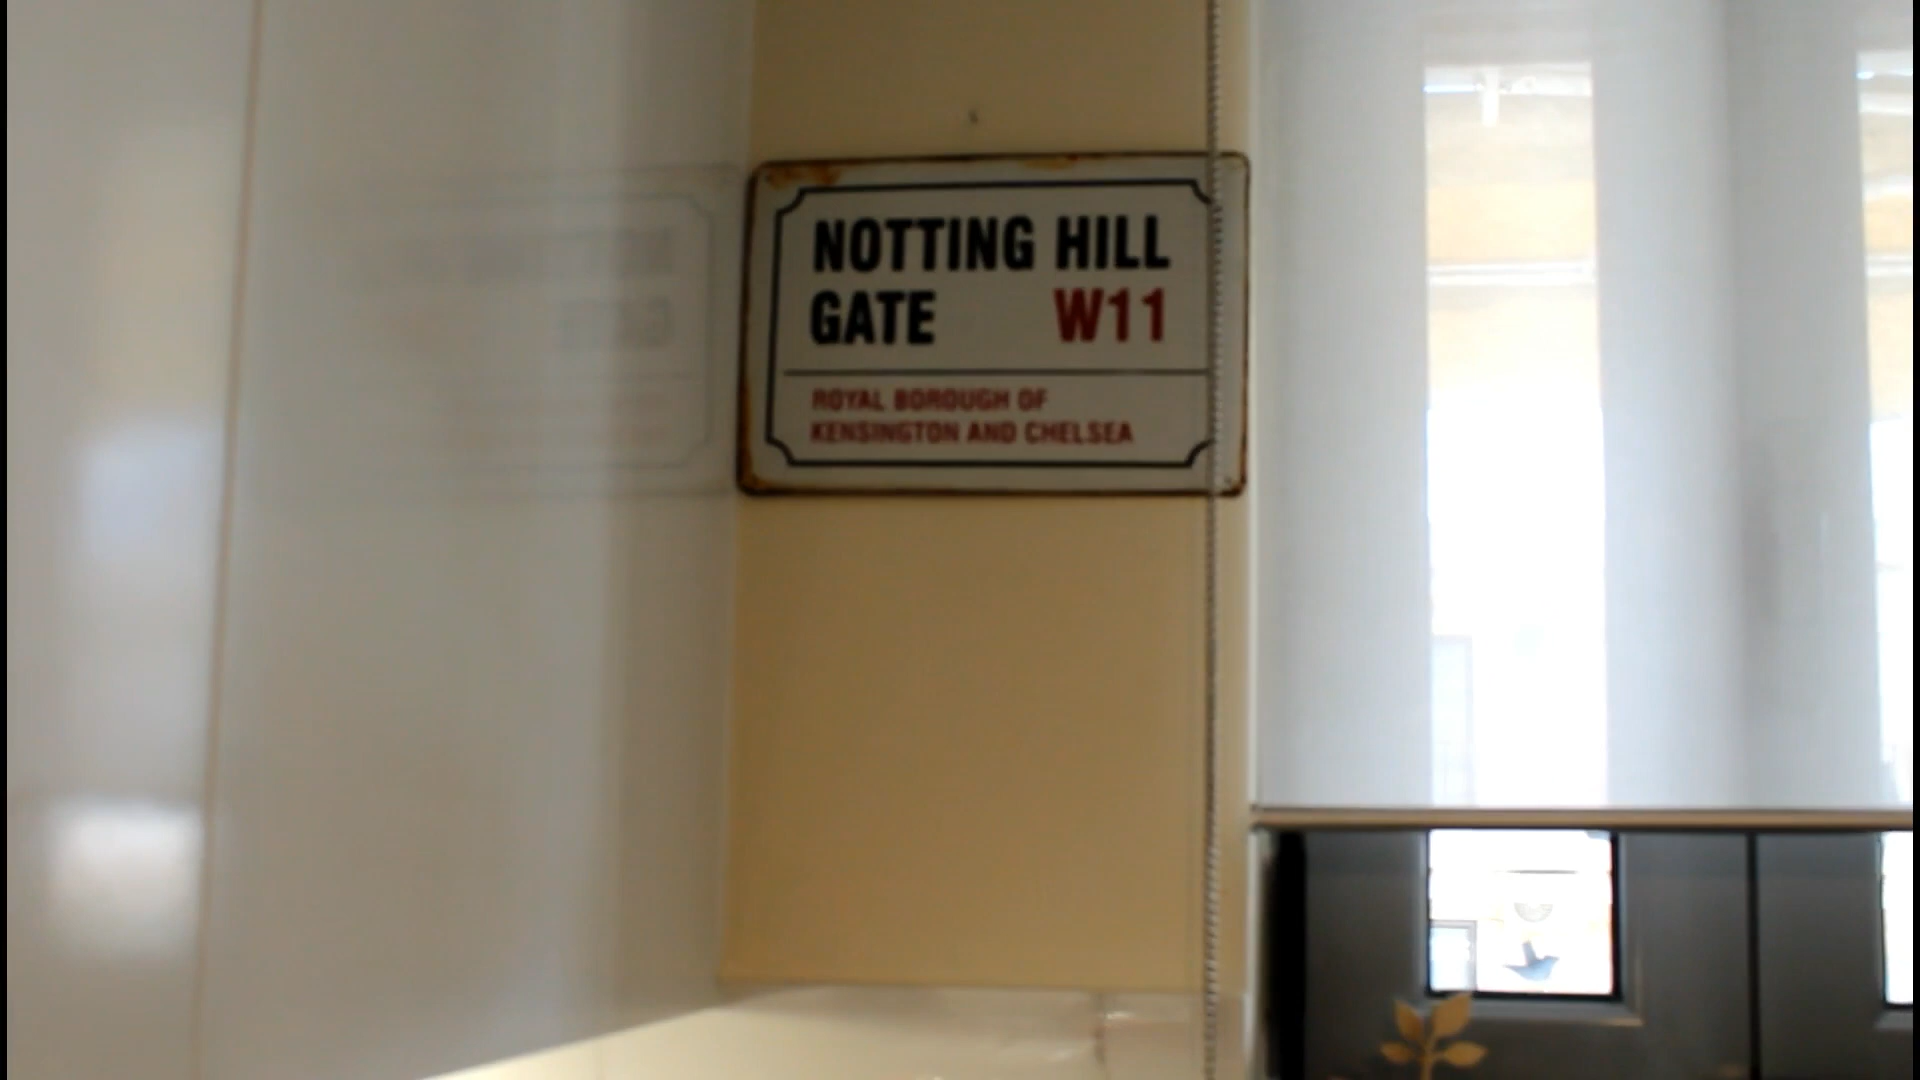 NOTTING HILL
GATE W11
ROYAL BOROUGH OF
KENSINGTON AND CHELSEA